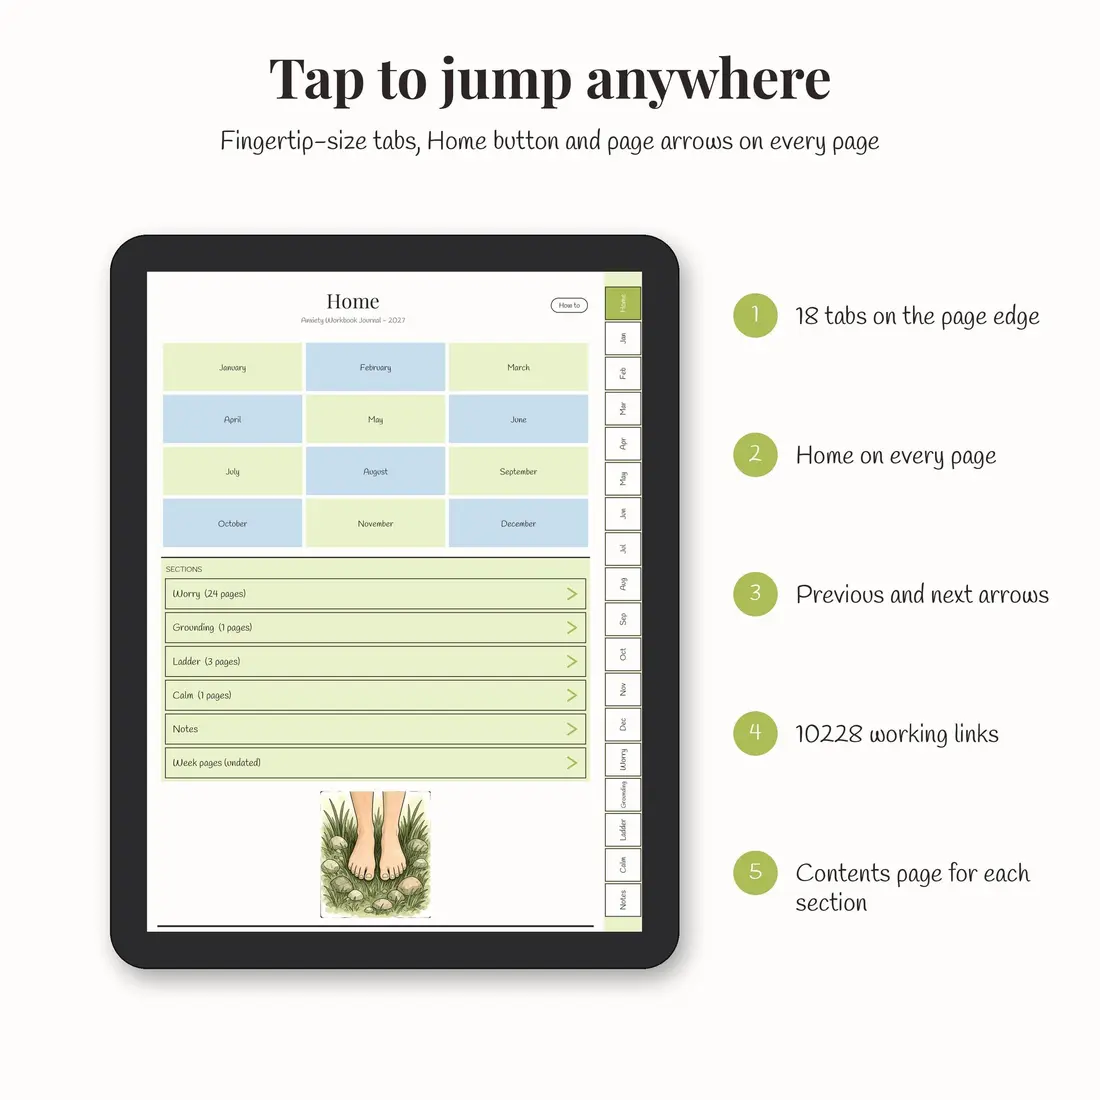 Tap to jump anywhere
Fingertip-size tabs, Home button and page arrows on every page
Home
Anxiety Workbook Journal - 2027
How to
January
February
March
April
May
June
July
August
September
October
November
December
SECTIONS
Worry (24 pages)
Grounding (1 pages)
Ladder (3 pages)
Calm (1 pages)
Notes
Week pages (undated)
Home
Jan
Feb
Mar
Apr
May
Jun
Jul
Aug
Sep
Oct
Nov
Dec
Worry
Grounding
Ladder
Calm
Notes
1
18 tabs on the page edge
2
Home on every page
3
Previous and next arrows
4
10228 working links
5
Contents page for each
section